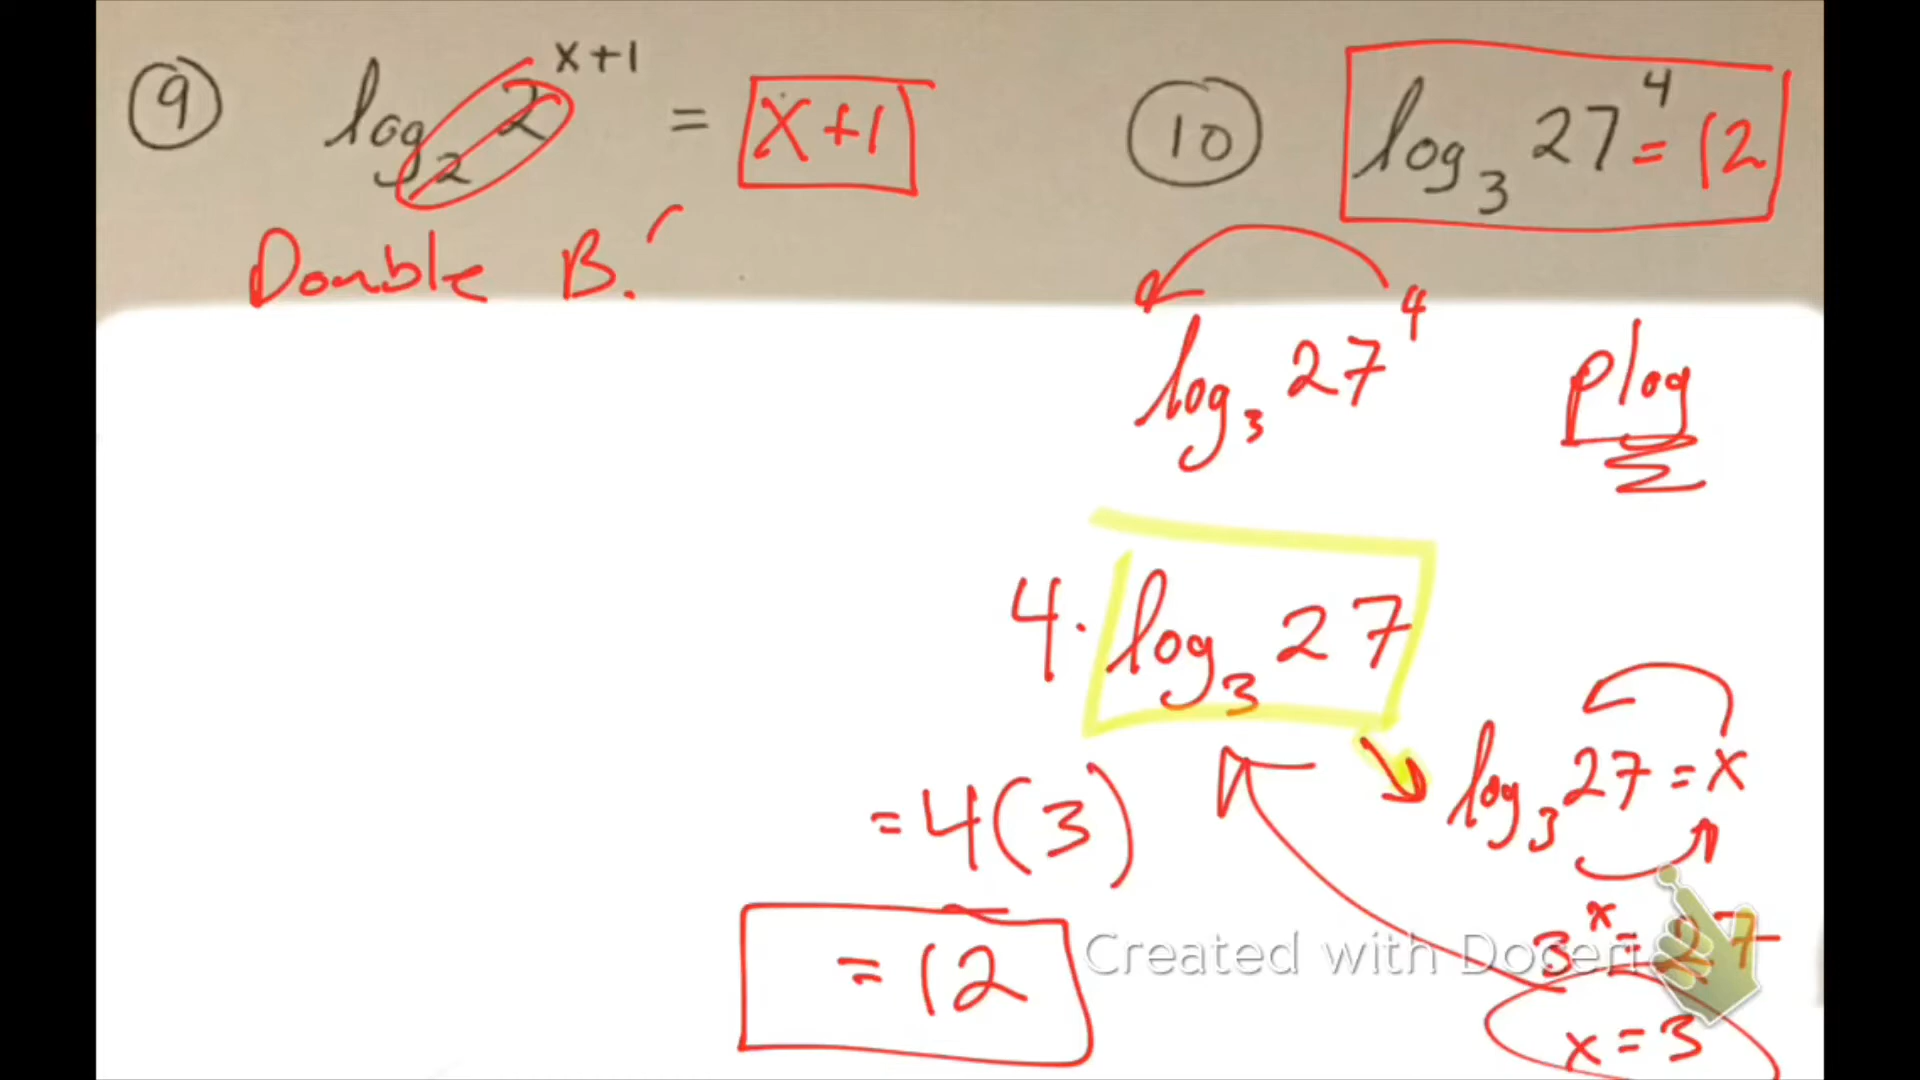 9 log₂ 2^(x+1) = x+1
Double B.
10 log₃ 27⁴ = 12
log₃ 27⁴
plog
4 · log₃ 27
log₃ 27 = x
3^x = 27
x = 3
= 4(3)
= 12
Created with Doceri